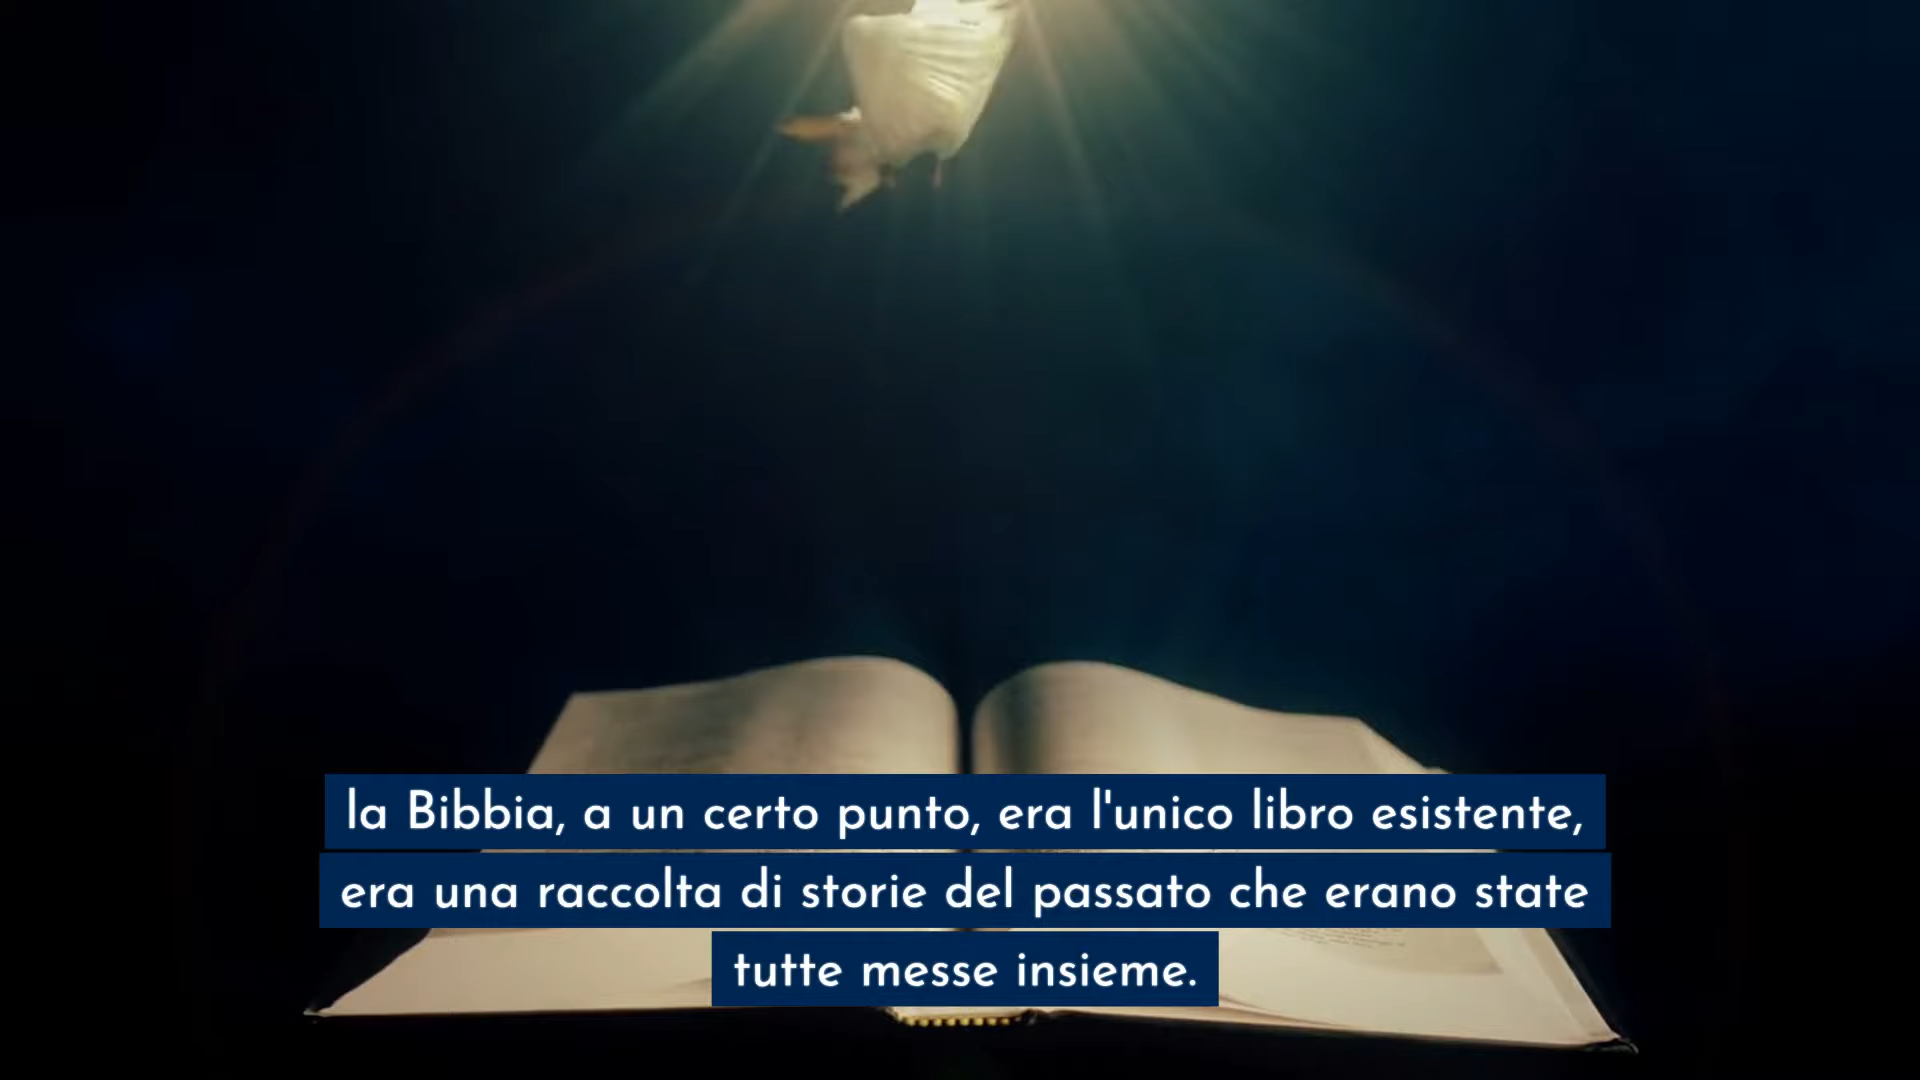 la Bibbia, a un certo punto, era l'unico libro esistente,
era una raccolta di storie del passato che erano state
tutte messe insieme.